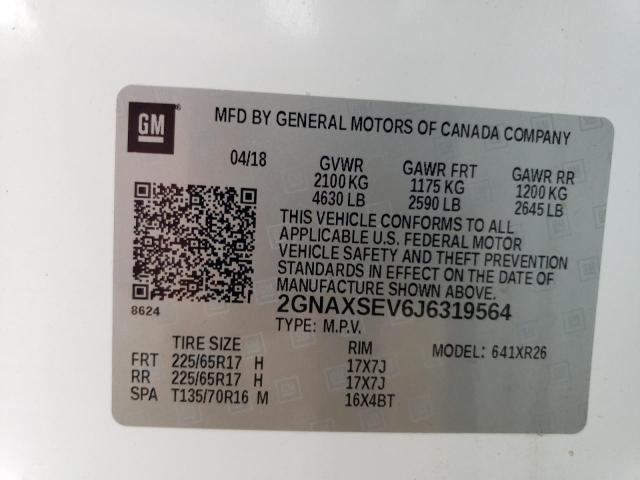 GM
MFD BY GENERAL MOTORS OF CANADA COMPANY
04/18 GVWR GAWR FRT GAWR RR
2100 KG 1175 KG 1200 KG
4630 LB 2590 LB 2645 LB
THIS VEHICLE CONFORMS TO ALL
APPLICABLE U.S. FEDERAL MOTOR
VEHICLE SAFETY AND THEFT PREVENTION
STANDARDS IN EFFECT ON THE DATE OF
MANUFACTURE SHOWN ABOVE.
8624 2GNAXSEV6J6319564
TYPE: M.P.V.
TIRE SIZE RIM MODEL: 641XR26
FRT 225/65R17 H 17X7J
RR 225/65R17 H 17X7J
SPA T135/70R16 M 16X4BT